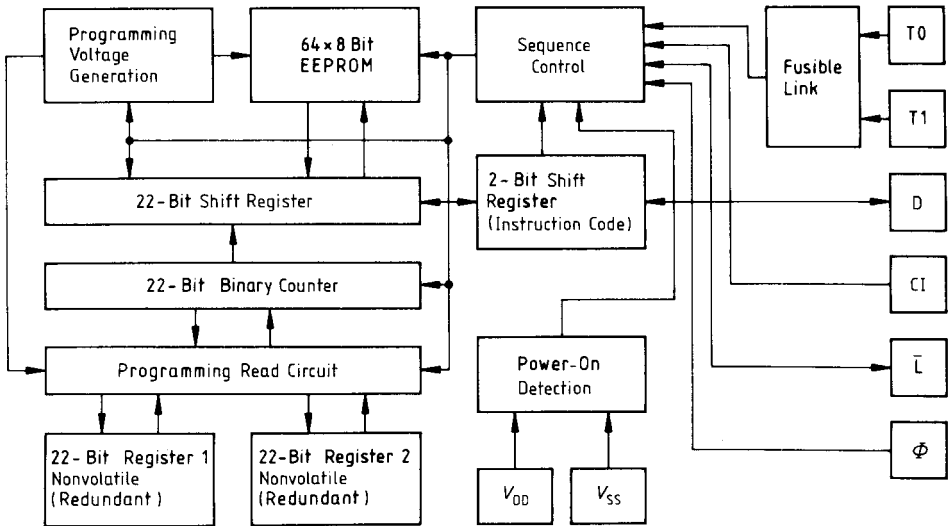 Programming
Voltage
Generation
64×8 Bit
EEPROM
Sequence
Control
Fusible
Link
T0
T1
22-Bit Shift Register
2-Bit Shift
Register
(Instruction Code)
D
22-Bit Binary Counter
CI
Programming Read Circuit
Power-On
Detection
L̄
22-Bit Register 1
Nonvolatile
(Redundant)
22-Bit Register 2
Nonvolatile
(Redundant)
V_DD
V_SS
Φ